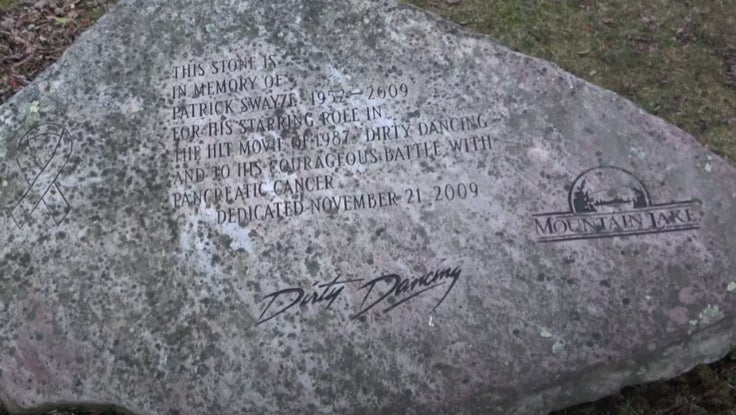 THIS STONE IS
IN MEMORY OF
PATRICK SWAYZE 1952 - 2009
FOR HIS STARRING ROLE IN
THE HIT MOVIE OF 1987 DIRTY DANCING
AND TO HIS COURAGEOUS BATTLE WITH
PANCREATIC CANCER
DEDICATED NOVEMBER 21, 2009
MOUNTAIN LAKE
Dirty Dancing